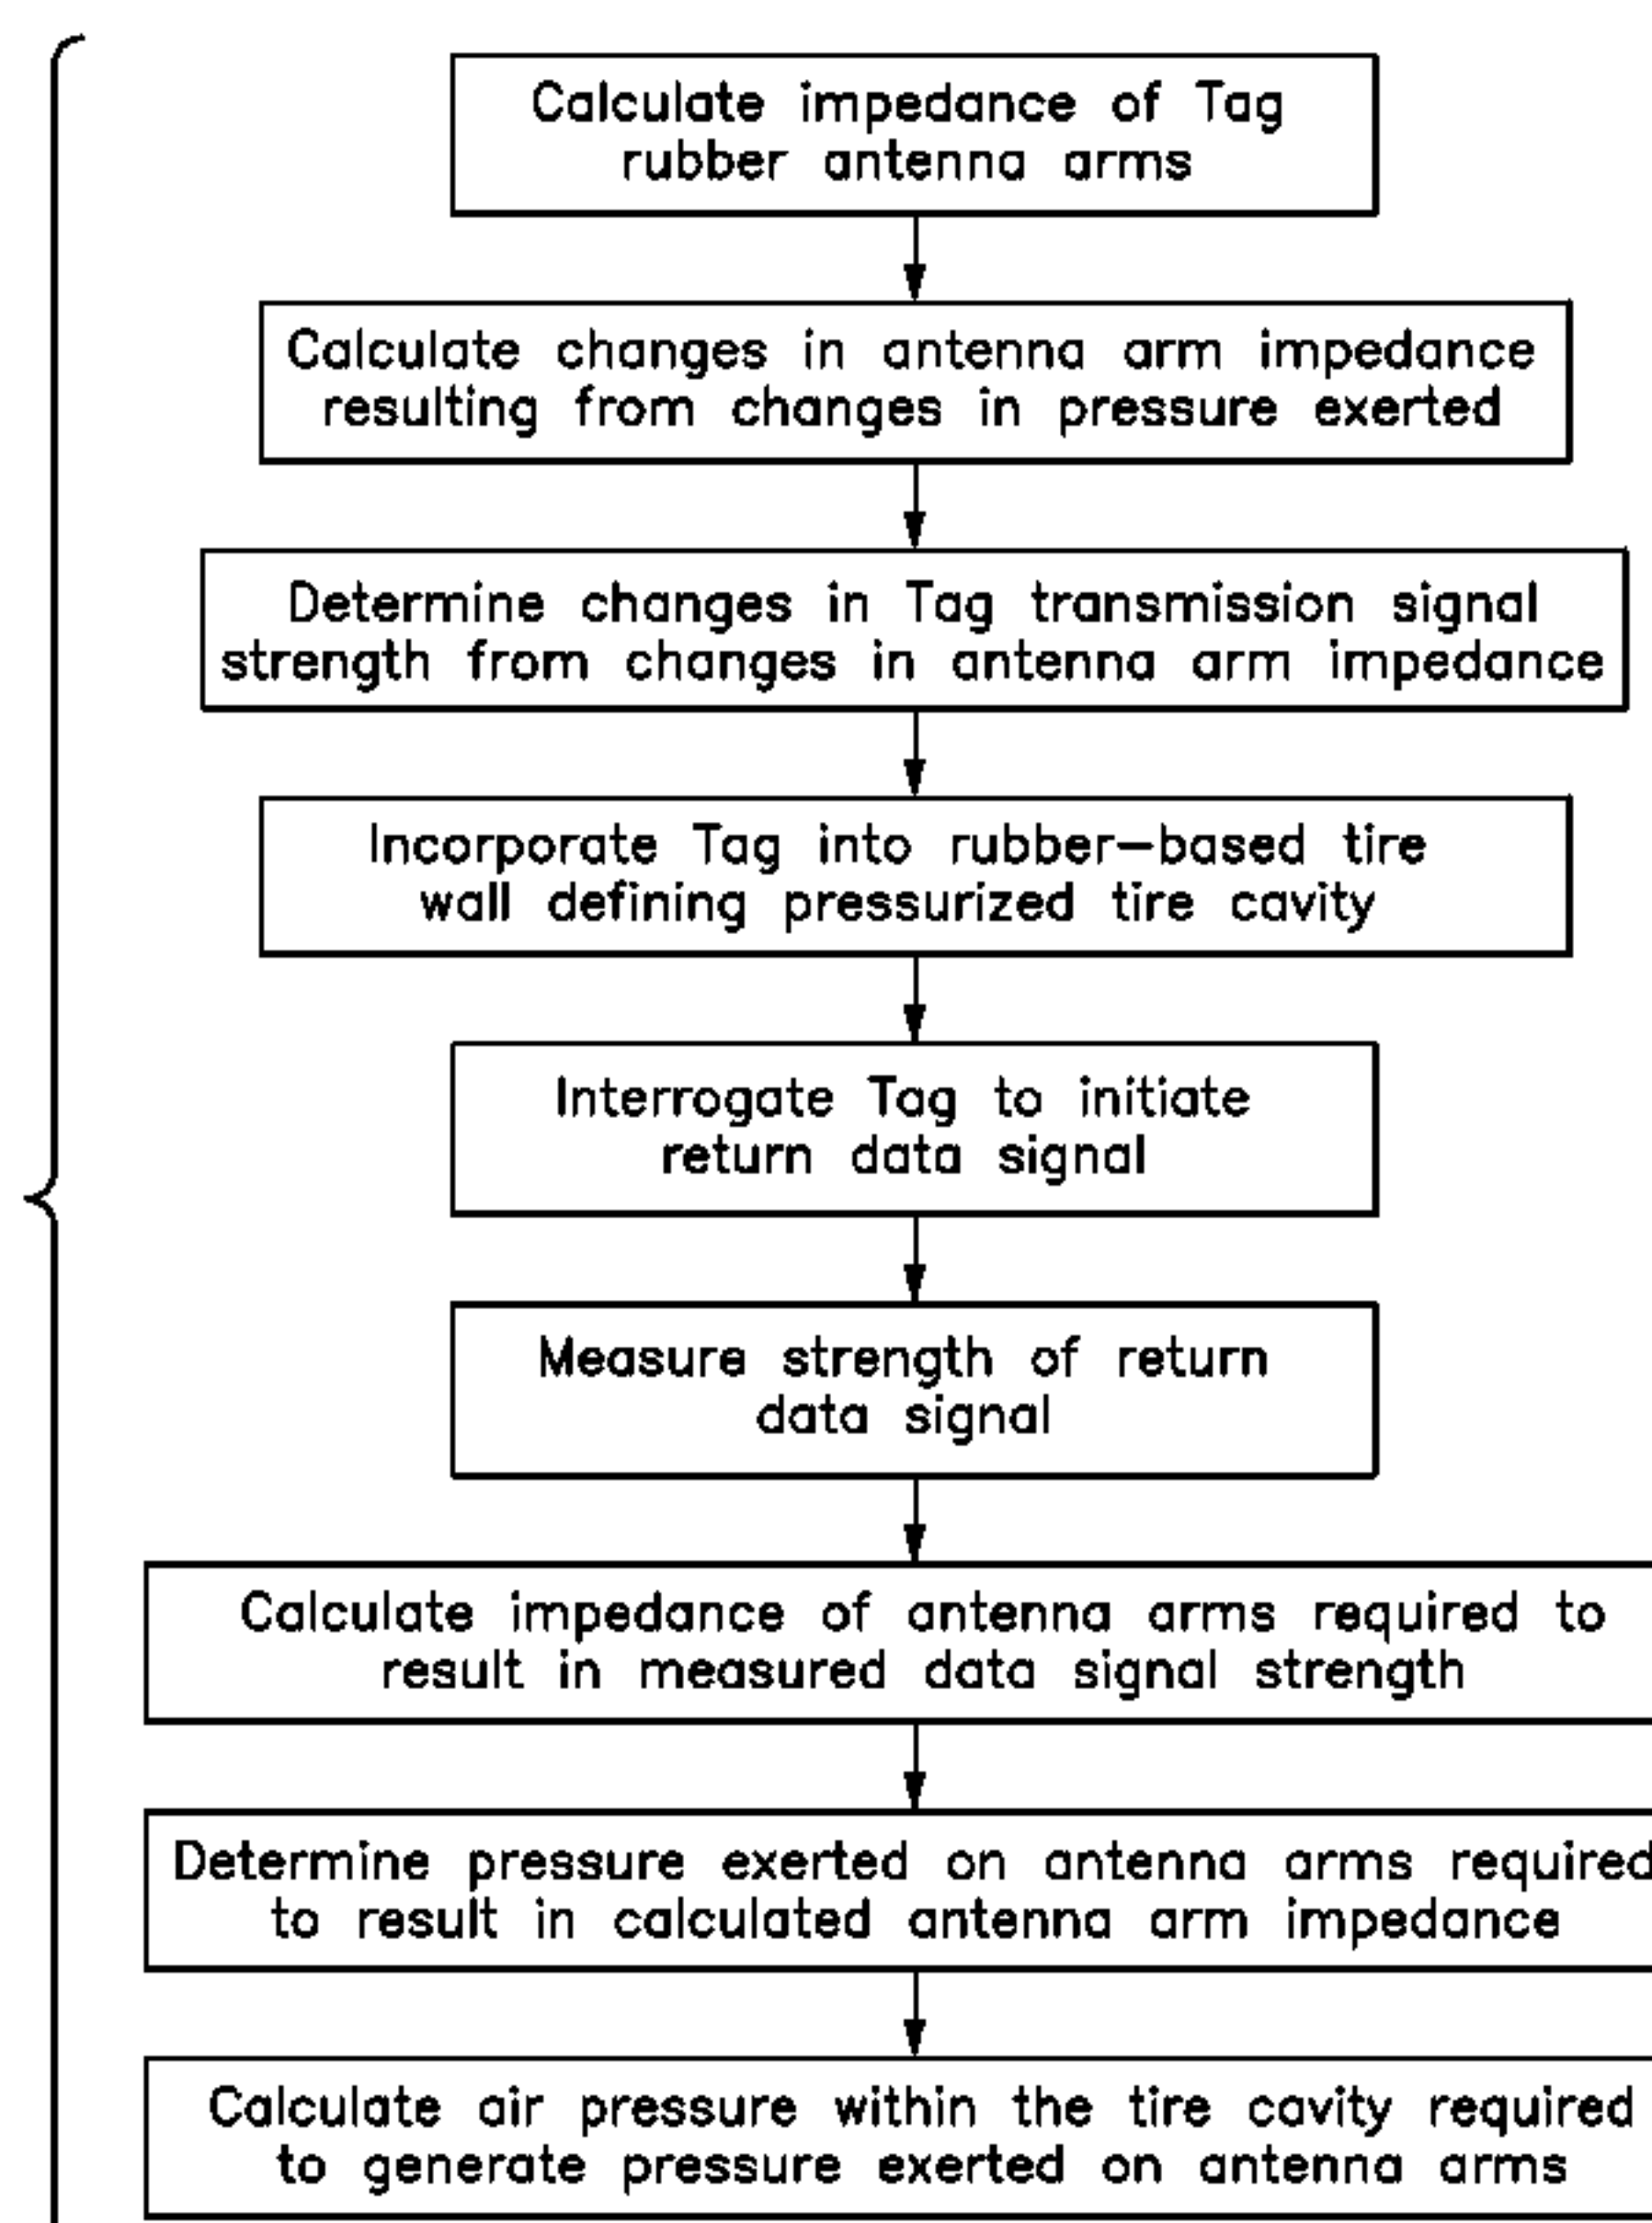 Calculate impedance of Tag
rubber antenna arms
Calculate changes in antenna arm impedance
resulting from changes in pressure exerted
Determine changes in Tag transmission signal
strength from changes in antenna arm impedance
Incorporate Tag into rubber-based tire
wall defining pressurized tire cavity
Interrogate Tag to initiate
return data signal
Measure strength of return
data signal
Calculate impedance of antenna arms required to
result in measured data signal strength
Determine pressure exerted on antenna arms required
to result in calculated antenna arm impedance
Calculate air pressure within the tire cavity required
to generate pressure exerted on antenna arms